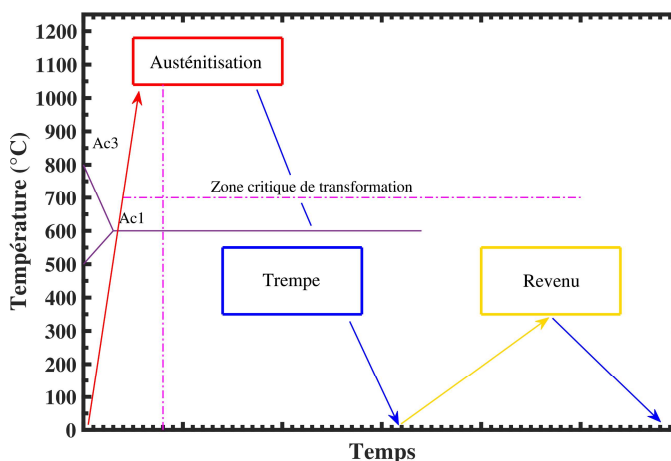 Température (°C)
1200
1100
1000
900
800
700
600
500
400
300
200
100
0
Austénitisation
Ac3
Zone critique de transformation
Ac1
Trempe
Revenu
Temps